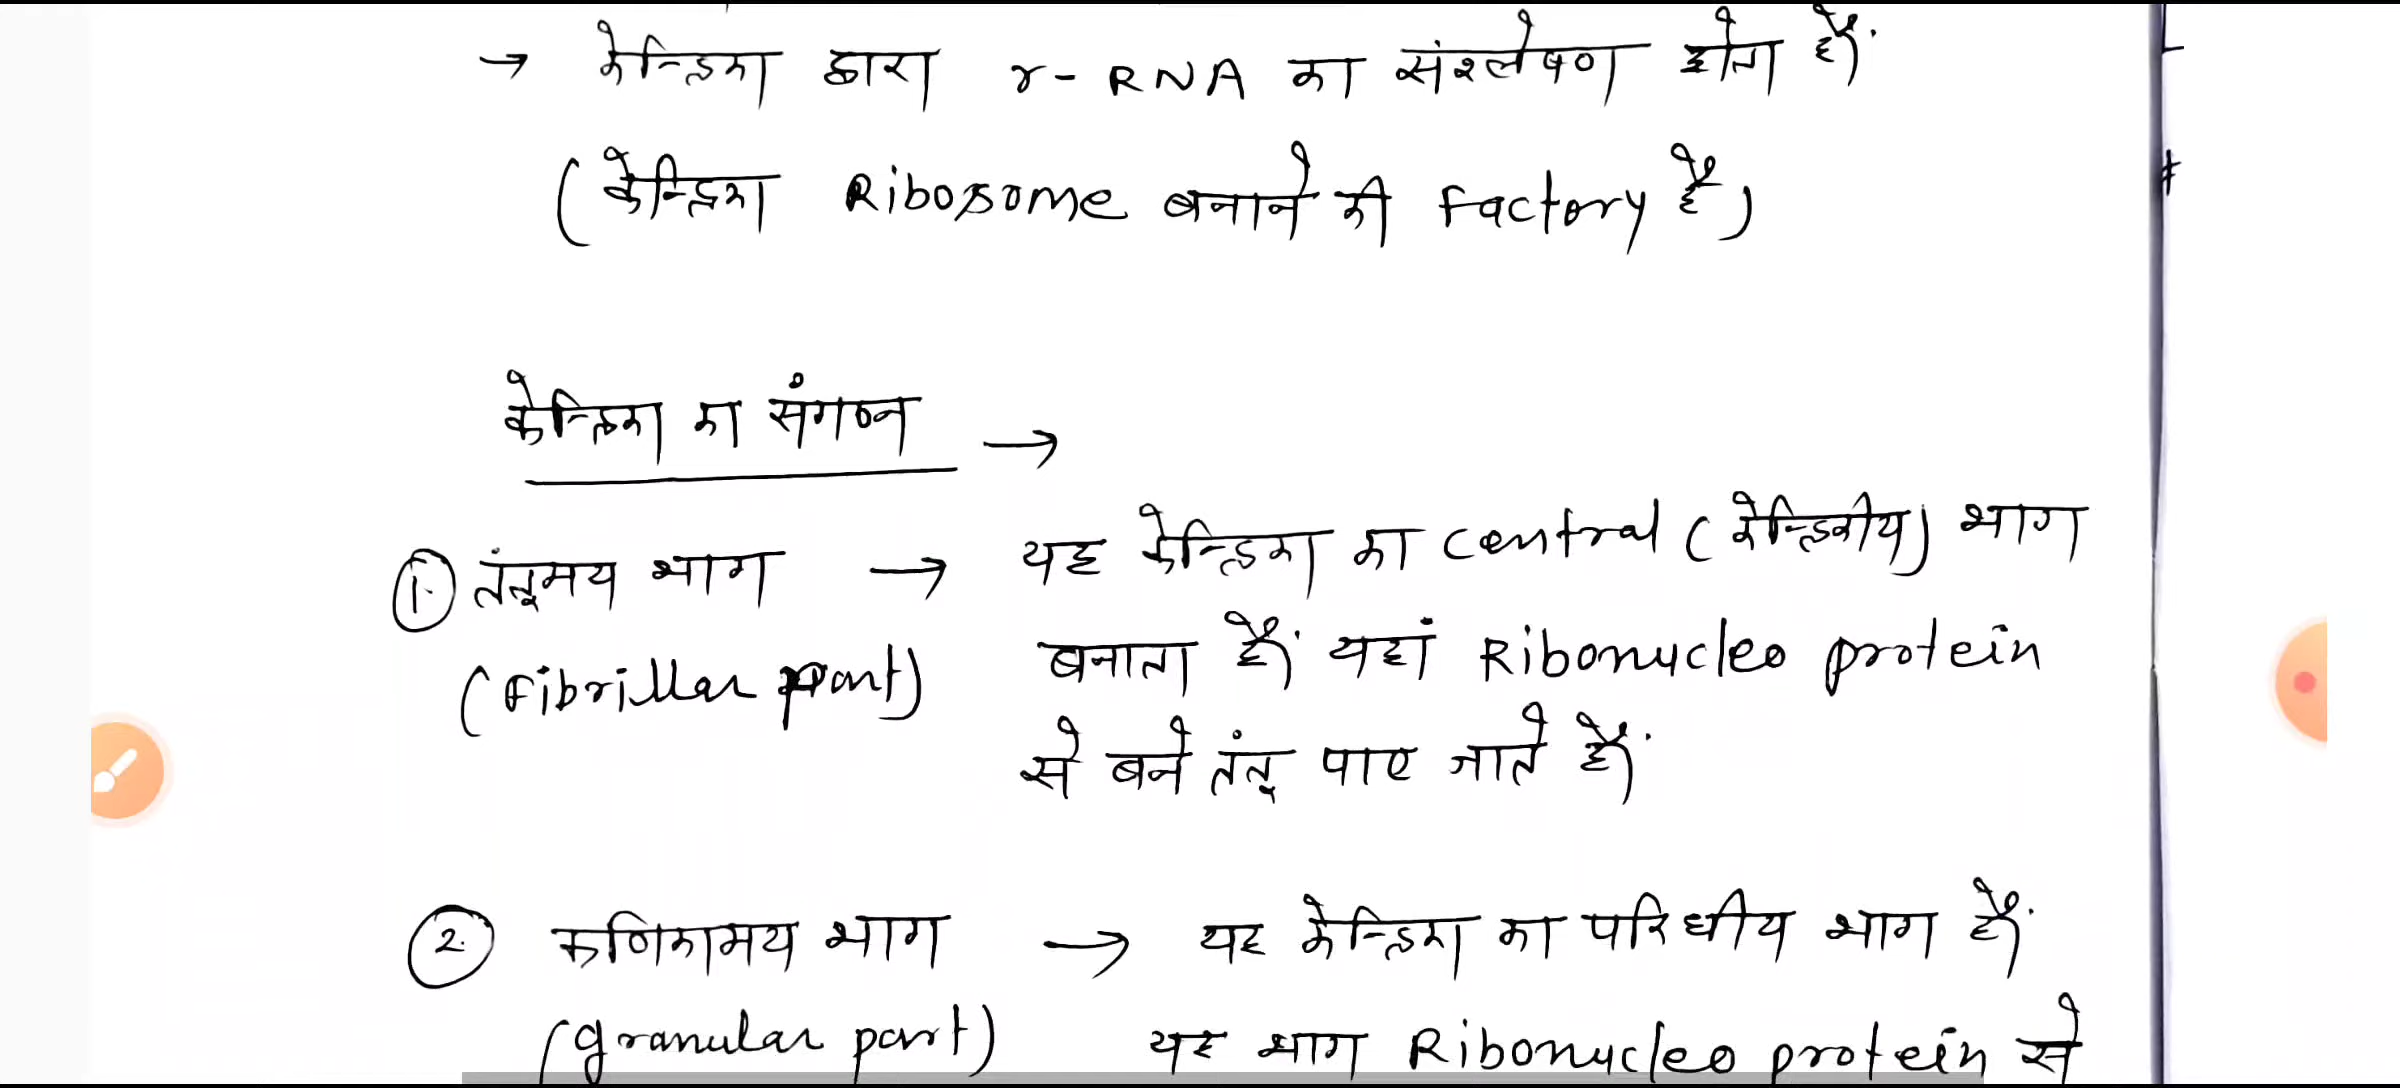 → केन्द्रिका द्वारा r-RNA का संश्लेषण होता है।
(केन्द्रिका Ribosome बनाने की Factory है)
केन्द्रिका का संगठन →
① तंतुमय भाग → यह केन्द्रिका का central (केन्द्रिकीय) भाग
(Fibrillar part) बनाता है। यहां Ribonucleo protein
से बने तंतु पाए जाते है।
② कणिकामय भाग → यह केन्द्रिका का परिधीय भाग है।
(granular part) यह भाग Ribonucleo protein से